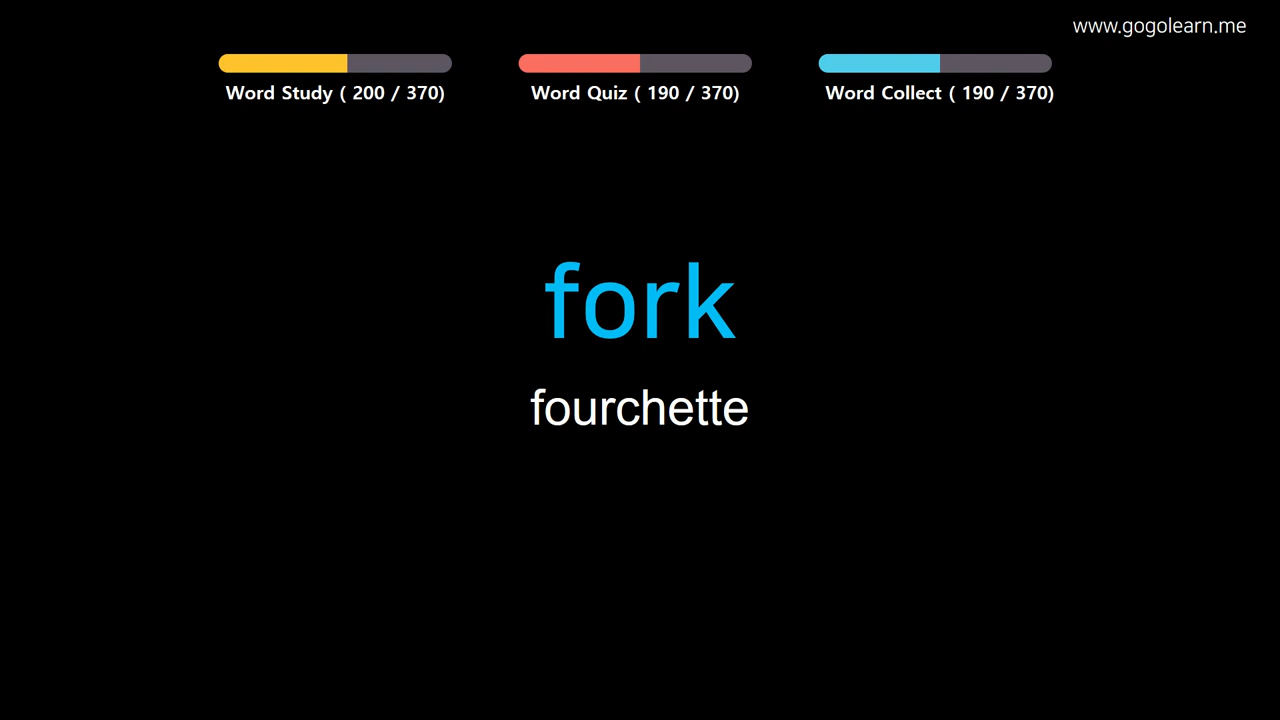 www.gogolearn.me
Word Study ( 200 / 370)
Word Quiz ( 190 / 370)
Word Collect ( 190 / 370)
fork
fourchette